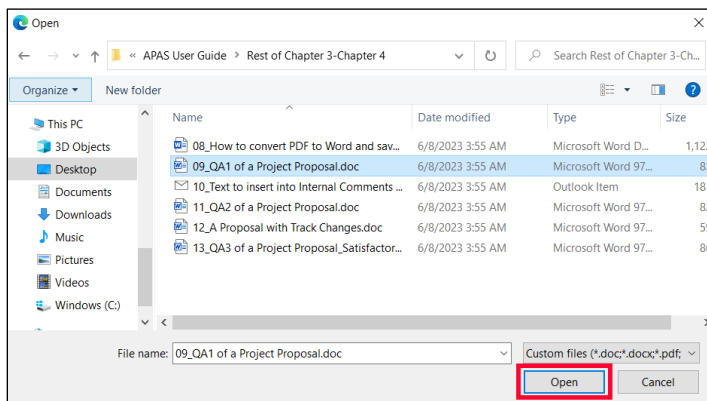 Open
« APAS User Guide > Rest of Chapter 3-Chapter 4
Search Rest of Chapter 3-Ch...
Organize New folder
Name Date modified Type Size
This PC
3D Objects
Desktop
Documents
Downloads
Music
Pictures
Videos
Windows (C:)
08_How to convert PDF to Word and sav... 6/8/2023 3:55 AM Microsoft Word D... 1,12
09_QA1 of a Project Proposal.doc 6/8/2023 3:55 AM Microsoft Word 97... 8
10_Text to insert into Internal Comments ... 6/8/2023 3:55 AM Outlook Item 18
11_QA2 of a Project Proposal.doc 6/8/2023 3:55 AM Microsoft Word 97... 8
12_A Proposal with Track Changes.doc 6/8/2023 3:55 AM Microsoft Word 97... 5
13_QA3 of a Project Proposal_Satisfactor... 6/8/2023 3:55 AM Microsoft Word 97... 8
File name: 09_QA1 of a Project Proposal.doc Custom files (*.doc;*.docx;*.pdf;
Open Cancel